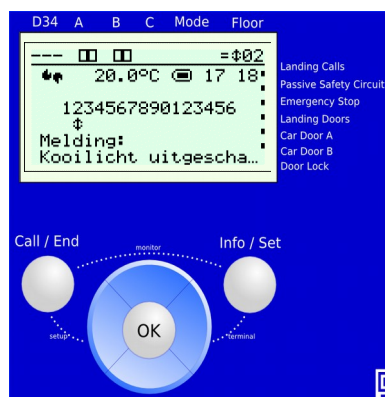 D34 A B C Mode Floor
--- =⇕02
20.0°C 17 18
1234567890123456
⇕
Melding:
Kooilicht uitgescha…
Landing Calls
Passive Safety Circuit
Emergency Stop
Landing Doors
Car Door A
Car Door B
Door Lock
Call / End
monitor
Info / Set
OK
setup
terminal